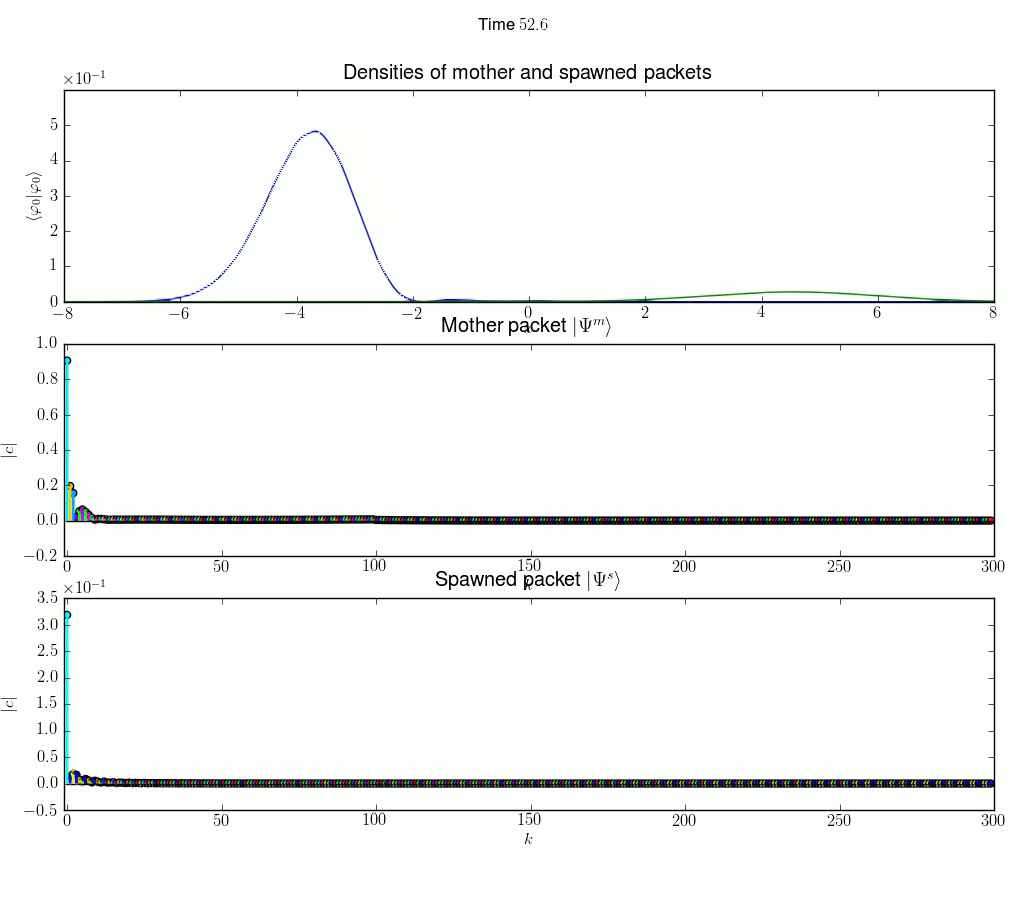 Time 52.6
Densities of mother and spawned packets
×10⁻¹
5
4
3
2
1
0
⟨φ₀|φ₀⟩
−8 −6 −4 −2 0 2 4 6 8
Mother packet |Ψᵐ⟩
1.0
0.8
0.6
0.4
0.2
0.0
−0.2
|c|
0 50 100 150 200 250 300
Spawned packet |Ψˢ⟩
×10⁻¹
3.5
3.0
2.5
2.0
1.5
1.0
0.5
0.0
−0.5
|c|
0 50 100 150 200 250 300
k